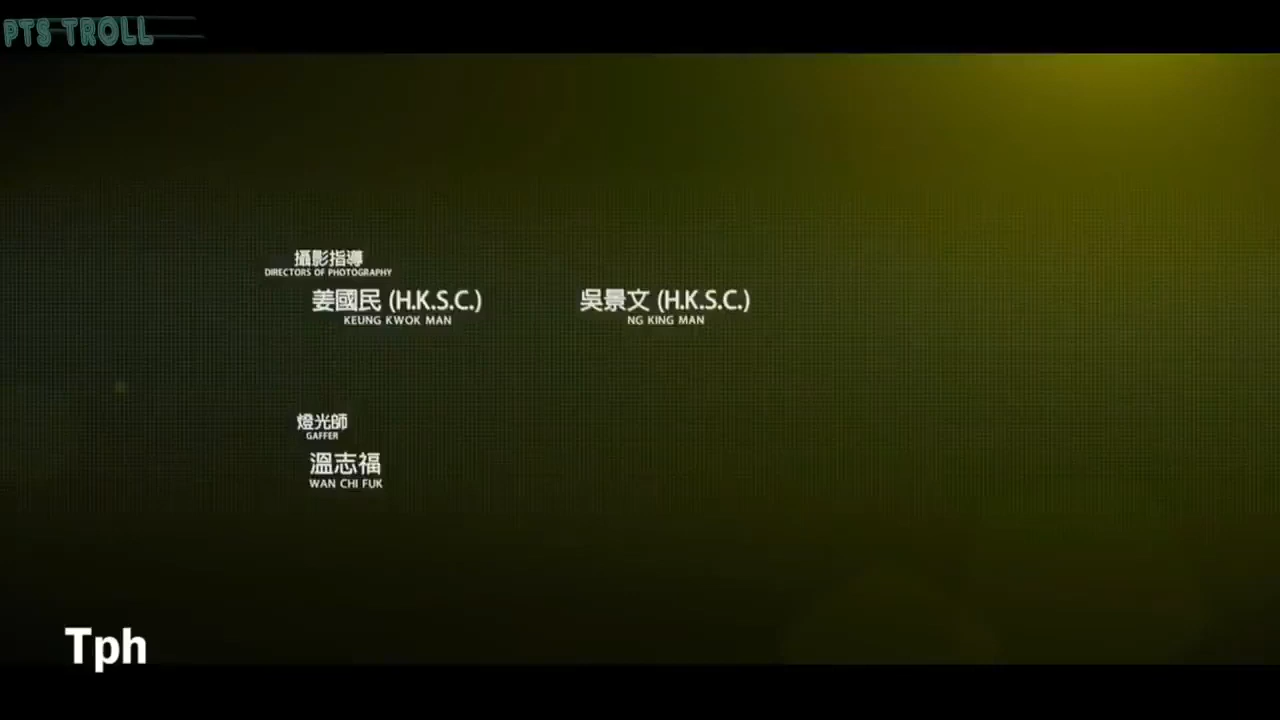 PTS TROLL
攝影指導
DIRECTORS OF PHOTOGRAPHY
姜國民 (H.K.S.C.)
KEUNG KWOK MAN
吳景文 (H.K.S.C.)
NG KING MAN
燈光師
GAFFER
溫志福
WAN CHI FUK
Tph